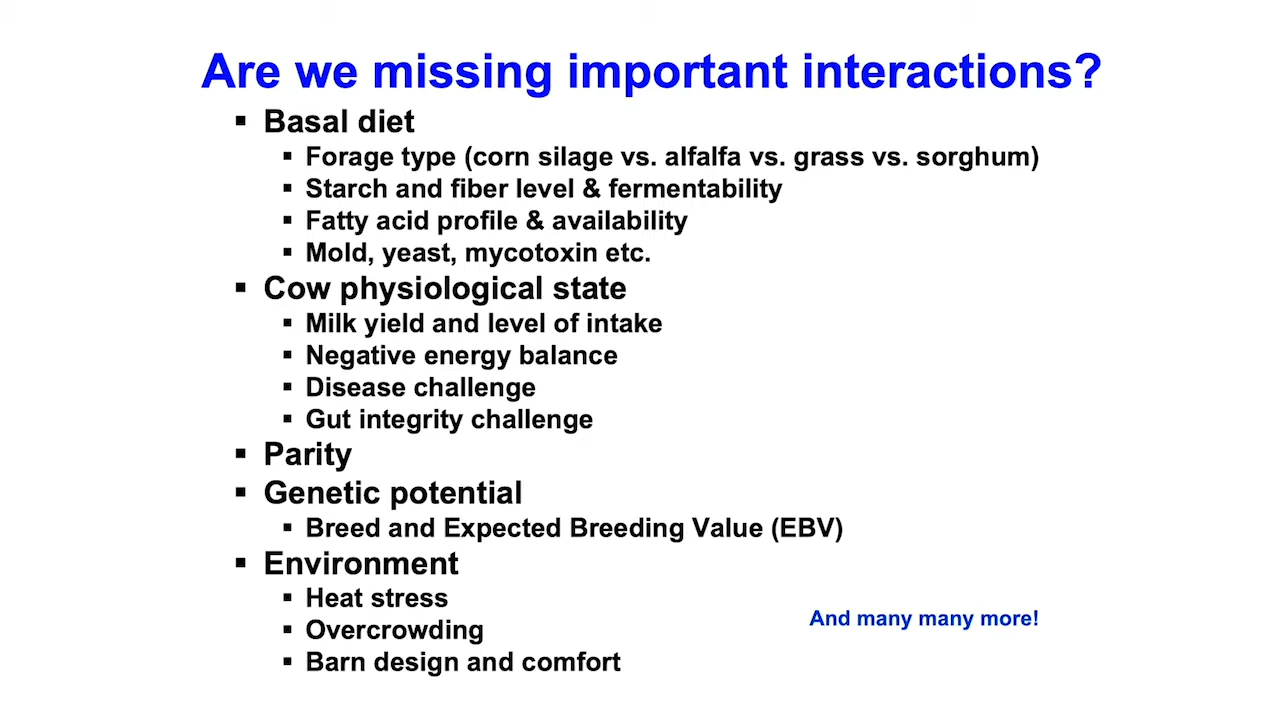 Are we missing important interactions?
▪ Basal diet
▪ Forage type (corn silage vs. alfalfa vs. grass vs. sorghum)
▪ Starch and fiber level & fermentability
▪ Fatty acid profile & availability
▪ Mold, yeast, mycotoxin etc.
▪ Cow physiological state
▪ Milk yield and level of intake
▪ Negative energy balance
▪ Disease challenge
▪ Gut integrity challenge
▪ Parity
▪ Genetic potential
▪ Breed and Expected Breeding Value (EBV)
▪ Environment
▪ Heat stress
▪ Overcrowding
▪ Barn design and comfort
And many many more!